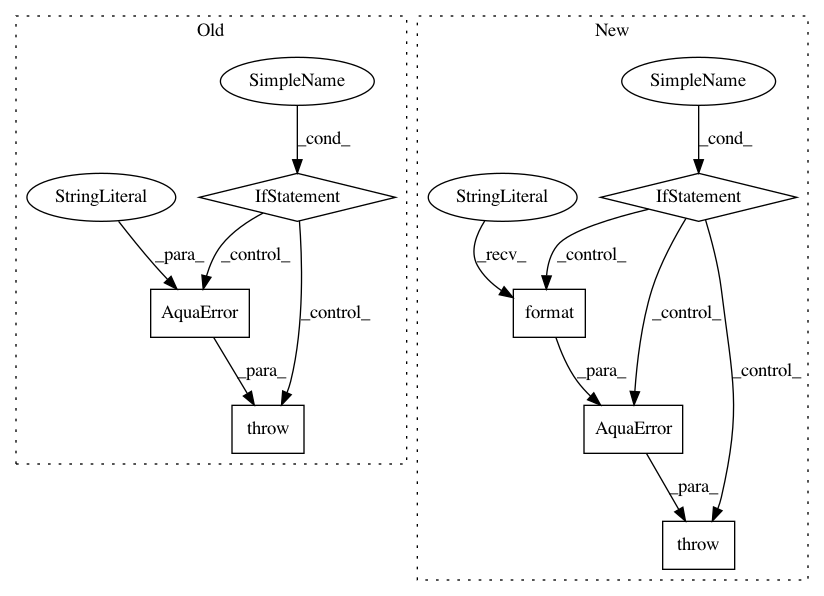 Old
New
SimpleName
SimpleName
_cond_
_cond_
StringLiteral
IfStatement
StringLiteral
IfStatement
_para_
_control_
_recv_
_control_
AquaError
_control_
format
_control_
_para_
_para_
_control_
throw
AquaError
_para_
throw